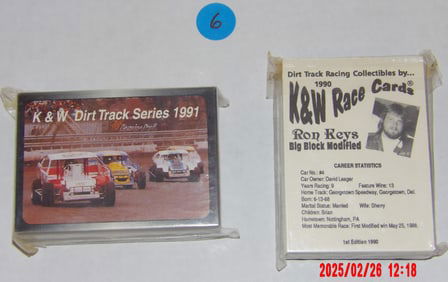 6
K & W Dirt Track Series 1991
Dirt Track Racing Collectibles by...
1990
K&W Race Cards®
Ron Keys
Big Block Modified
CAREER STATISTICS
Car No.: #4
Car Owner: David Leager
Years Racing: 9 Feature Wins: 13
Home Track: Georgetown Speedway, Georgetown, Del.
Born: 6-13-68
Marital Status: Married Wife: Sherry
Children: Brian
Hometown: Nottingham, PA
Most Memorable Race: First Modified win May 25, 1986.
1st Edition 1990
2025/02/26 12:18